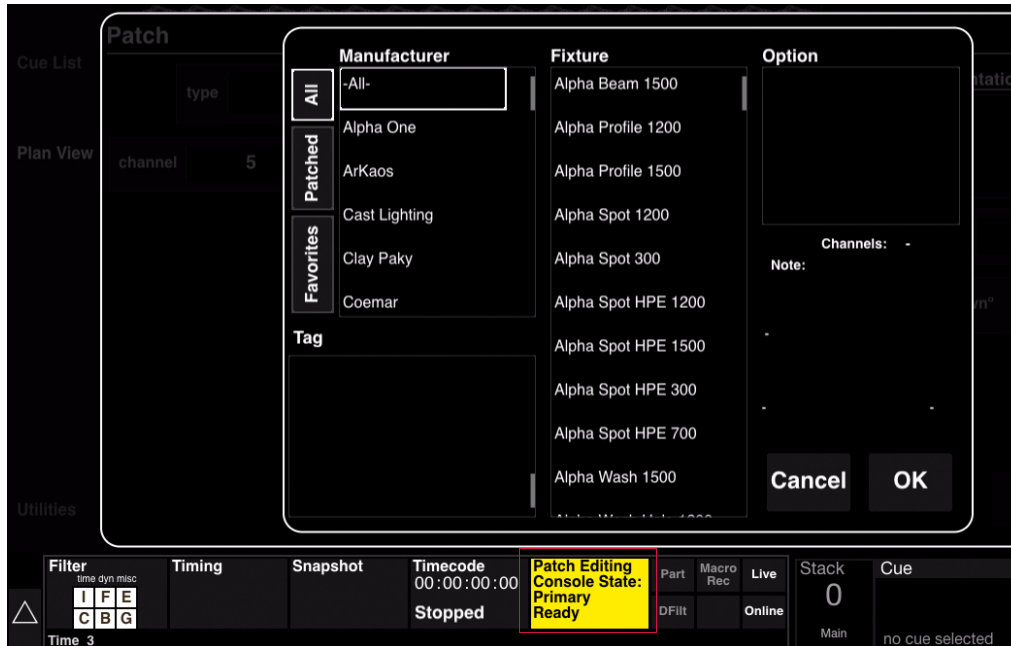 Patch
Cue List
type
Plan View
channel 5
Utilities
Manufacturer
All
Patched
Favorites
-All-
Alpha One
ArKaos
Cast Lighting
Clay Paky
Coemar
Tag
Fixture
Alpha Beam 1500
Alpha Profile 1200
Alpha Profile 1500
Alpha Spot 1200
Alpha Spot 300
Alpha Spot HPE 1200
Alpha Spot HPE 1500
Alpha Spot HPE 300
Alpha Spot HPE 700
Alpha Wash 1500
Option
Channels: -
Note:
-
- -
Cancel
OK
Filter
time dyn misc
I F E
C B G
Time 3
Timing
Snapshot
Timecode
00:00:00:00
Stopped
Patch Editing
Console State:
Primary
Ready
Part
Macro
Rec
Live
DFilt
Online
Stack
0
Main
Cue
no cue selected